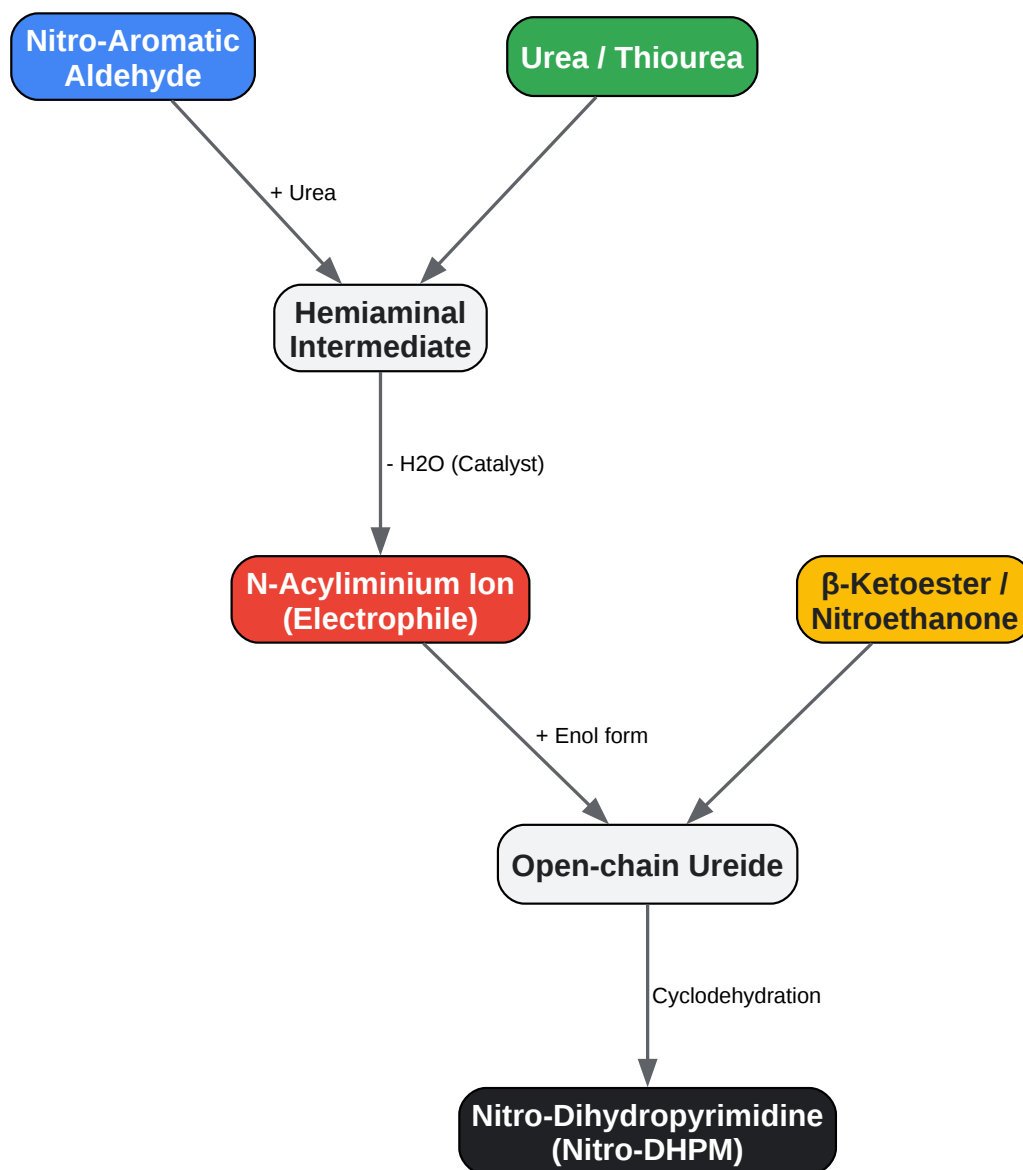 Nitro-Aromatic
Aldehyde
Urea / Thiourea
+ Urea
Hemiaminal
Intermediate
- H2O (Catalyst)
N-Acyliminium Ion
(Electrophile)
β-Ketoester /
Nitroethanone
+ Enol form
Open-chain Ureide
Cyclodehydration
Nitro-Dihydropyrimidine
(Nitro-DHPM)